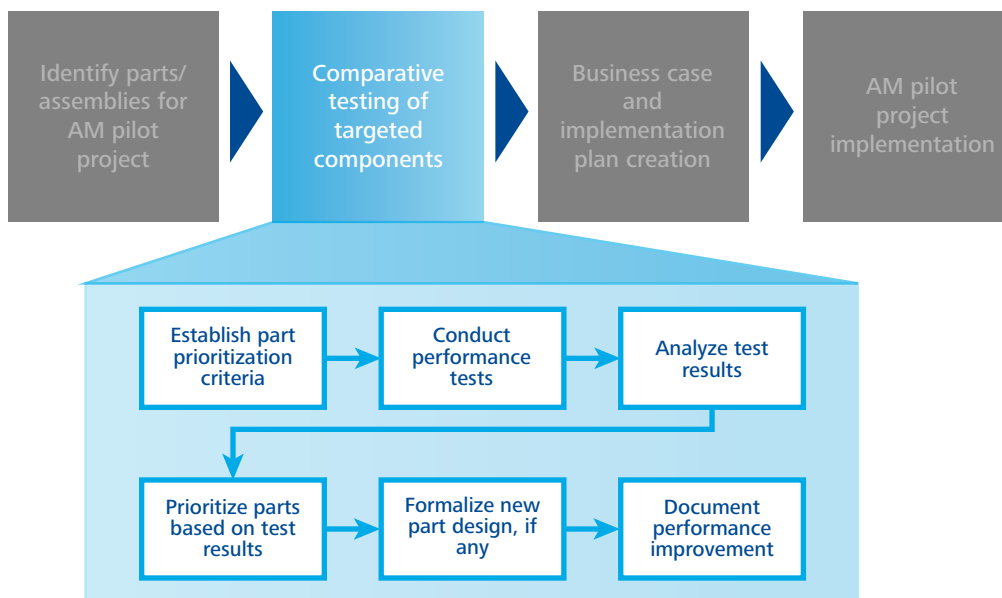 Identify parts/
assemblies for
AM pilot
project
Comparative
testing of
targeted
components
Business case
and
implementation
plan creation
AM pilot
project
implementation
Establish part
prioritization
criteria
Conduct
performance
tests
Analyze test
results
Prioritize parts
based on test
results
Formalize new
part design, if
any
Document
performance
improvement